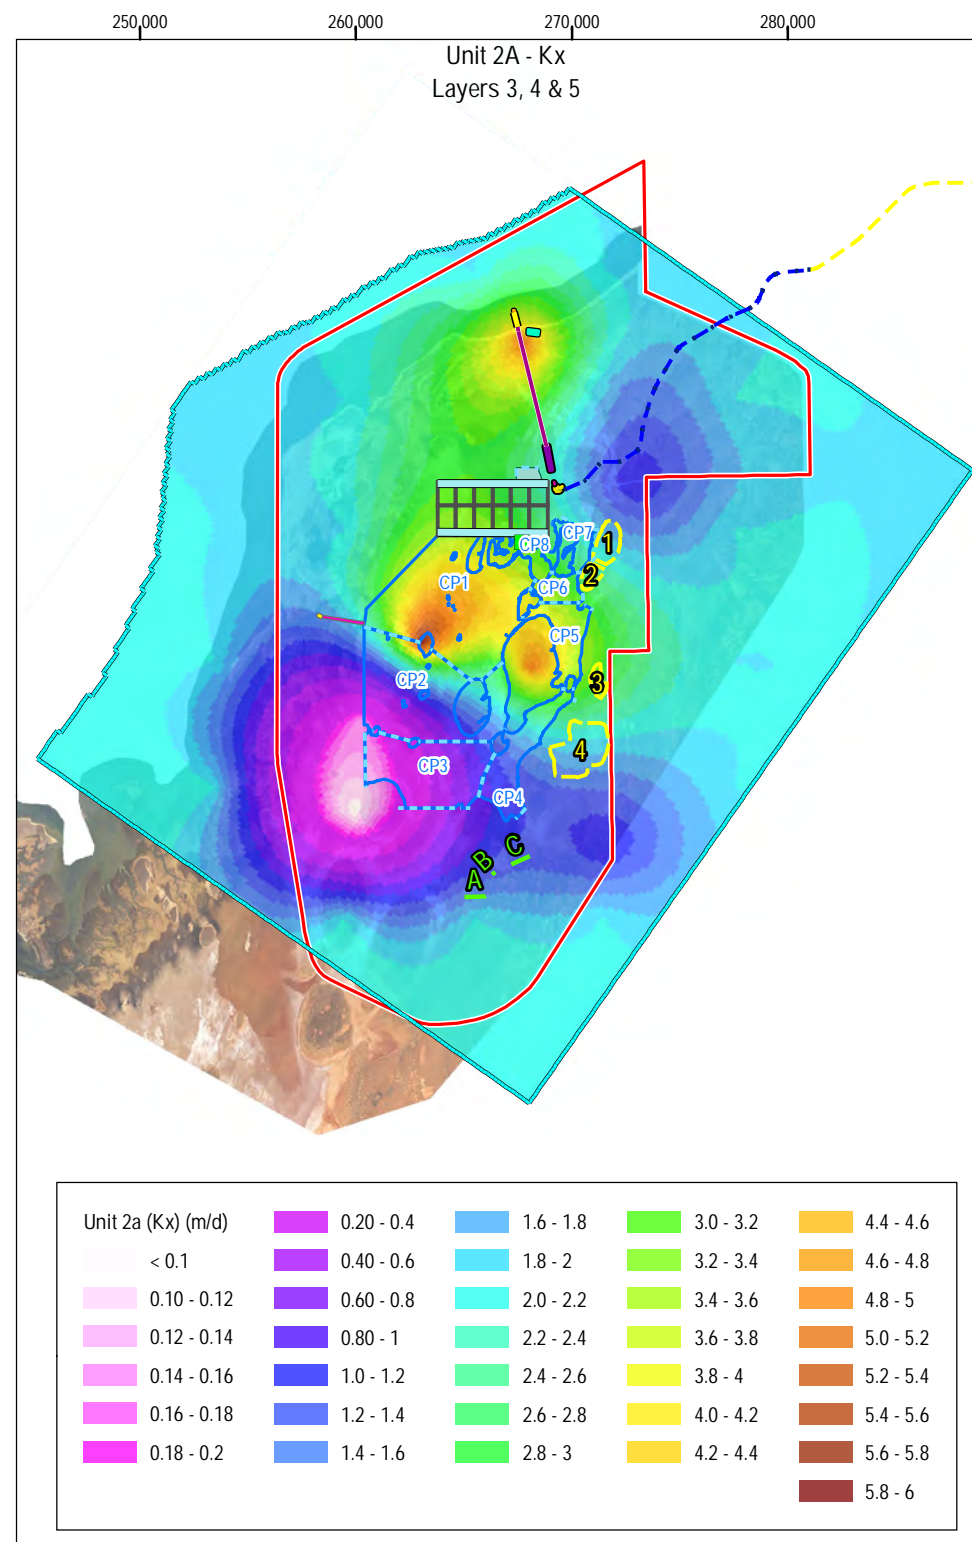 250,000 260,000 270,000 280,000
Unit 2A - Kx
Layers 3, 4 & 5
CP8 CP7 1
2
CP1 CP6
CP5
CP2 3
4
CP3
CP4
C
B
A
Unit 2a (Kx) (m/d)
< 0.1
0.10 - 0.12
0.12 - 0.14
0.14 - 0.16
0.16 - 0.18
0.18 - 0.2
0.20 - 0.4
0.40 - 0.6
0.60 - 0.8
0.80 - 1
1.0 - 1.2
1.2 - 1.4
1.4 - 1.6
1.6 - 1.8
1.8 - 2
2.0 - 2.2
2.2 - 2.4
2.4 - 2.6
2.6 - 2.8
2.8 - 3
3.0 - 3.2
3.2 - 3.4
3.4 - 3.6
3.6 - 3.8
3.8 - 4
4.0 - 4.2
4.2 - 4.4
4.4 - 4.6
4.6 - 4.8
4.8 - 5
5.0 - 5.2
5.2 - 5.4
5.4 - 5.6
5.6 - 5.8
5.8 - 6